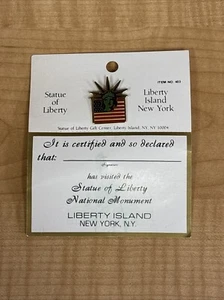 ITEM NO. 403
Statue
of
Liberty
Liberty
Island
New York
Statue of Liberty Gift Center, Liberty Island, NY, NY 10004
It is certified and so declared
that:
has visited the
Statue of Liberty
National Monument
LIBERTY ISLAND
NEW YORK, N.Y.